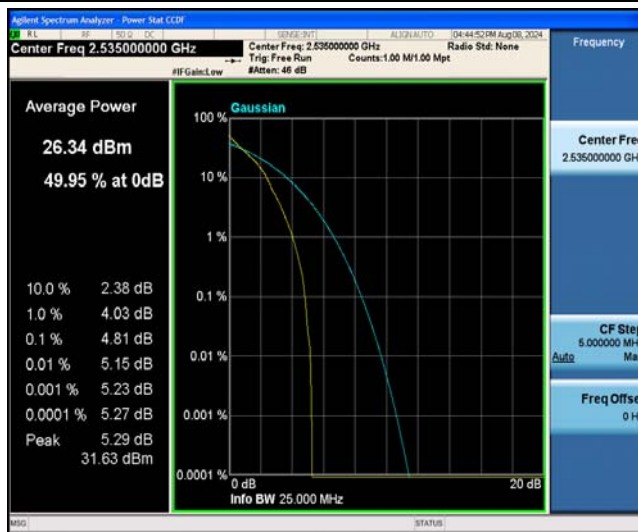 Agilent Spectrum Analyzer - Power Stat CCDF
RL RF 50 Ω DC SENSE:INT ALIGN AUTO 04:44:52 PM Aug 08, 2024
Center Freq 2.535000000 GHz
Center Freq: 2.535000000 GHz Radio Std: None
Trig: Free Run Counts:1.00 M/1.00 Mpt
#IFGain:Low #Atten: 46 dB
Average Power
26.34 dBm
49.95 % at 0dB
10.0 % 2.38 dB
1.0 % 4.03 dB
0.1 % 4.81 dB
0.01 % 5.15 dB
0.001 % 5.23 dB
0.0001 % 5.27 dB
Peak 5.29 dB
31.63 dBm
Gaussian
100 %
10 %
1 %
0.1 %
0.01 %
0.001 %
0.0001 %
0 dB 20 dB
Info BW 25.000 MHz
Frequency
Center Fre
2.535000000 GH
CF Ste
5.000000 MH
Auto Ma
Freq Offse
0 H
MSG STATUS